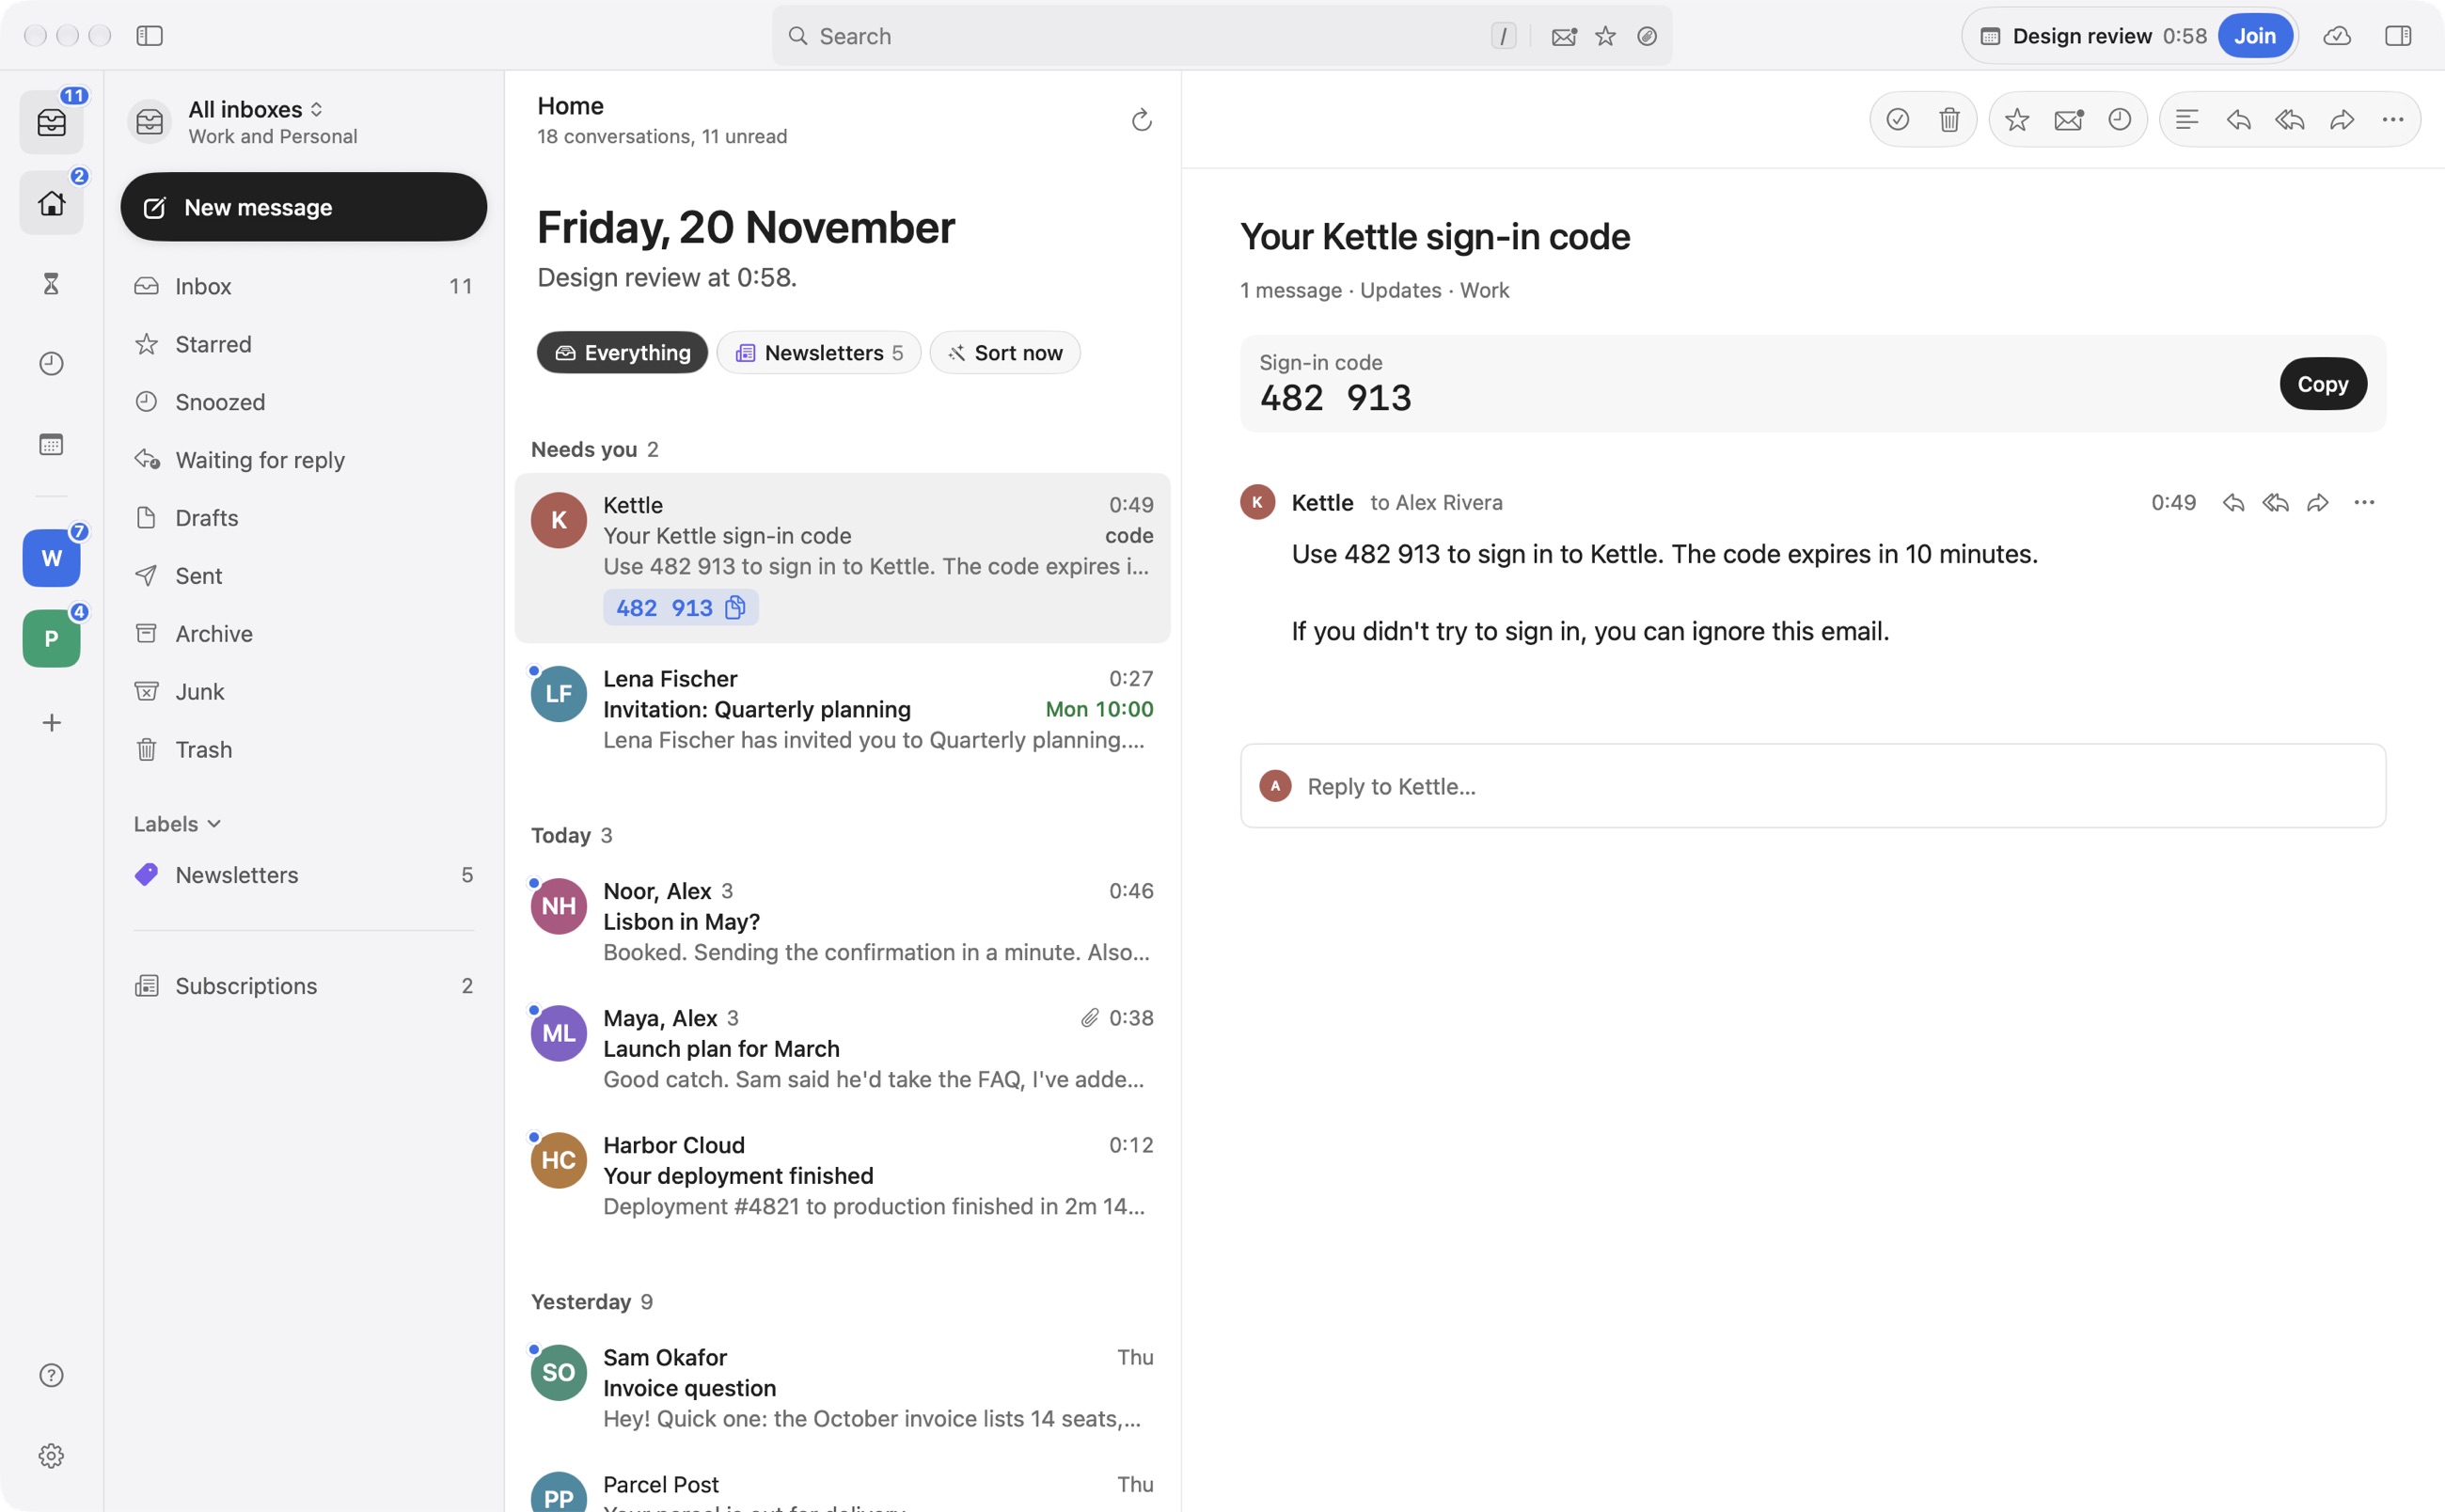 Search
/
Design review 0:58 Join
11
2
7
W
4
P
All inboxes
Work and Personal
New message
Inbox 11
Starred
Snoozed
Waiting for reply
Drafts
Sent
Archive
Junk
Trash
Labels
Newsletters 5
Subscriptions 2
Home
18 conversations, 11 unread
Friday, 20 November
Design review at 0:58.
Everything
Newsletters 5
Sort now
Needs you 2
K
Kettle 0:49
Your Kettle sign-in code code
Use 482 913 to sign in to Kettle. The code expires i...
482 913
LF
Lena Fischer 0:27
Invitation: Quarterly planning Mon 10:00
Lena Fischer has invited you to Quarterly planning....
Today 3
NH
Noor, Alex 3 0:46
Lisbon in May?
Booked. Sending the confirmation in a minute. Also...
ML
Maya, Alex 3 0:38
Launch plan for March
Good catch. Sam said he'd take the FAQ, I've adde...
HC
Harbor Cloud 0:12
Your deployment finished
Deployment #4821 to production finished in 2m 14...
Yesterday 9
SO
Sam Okafor Thu
Invoice question
Hey! Quick one: the October invoice lists 14 seats,...
PP
Parcel Post Thu
Your Kettle sign-in code
1 message · Updates · Work
Sign-in code
482 913
Copy
K
Kettle to Alex Rivera 0:49
Use 482 913 to sign in to Kettle. The code expires in 10 minutes.
If you didn't try to sign in, you can ignore this email.
A
Reply to Kettle...